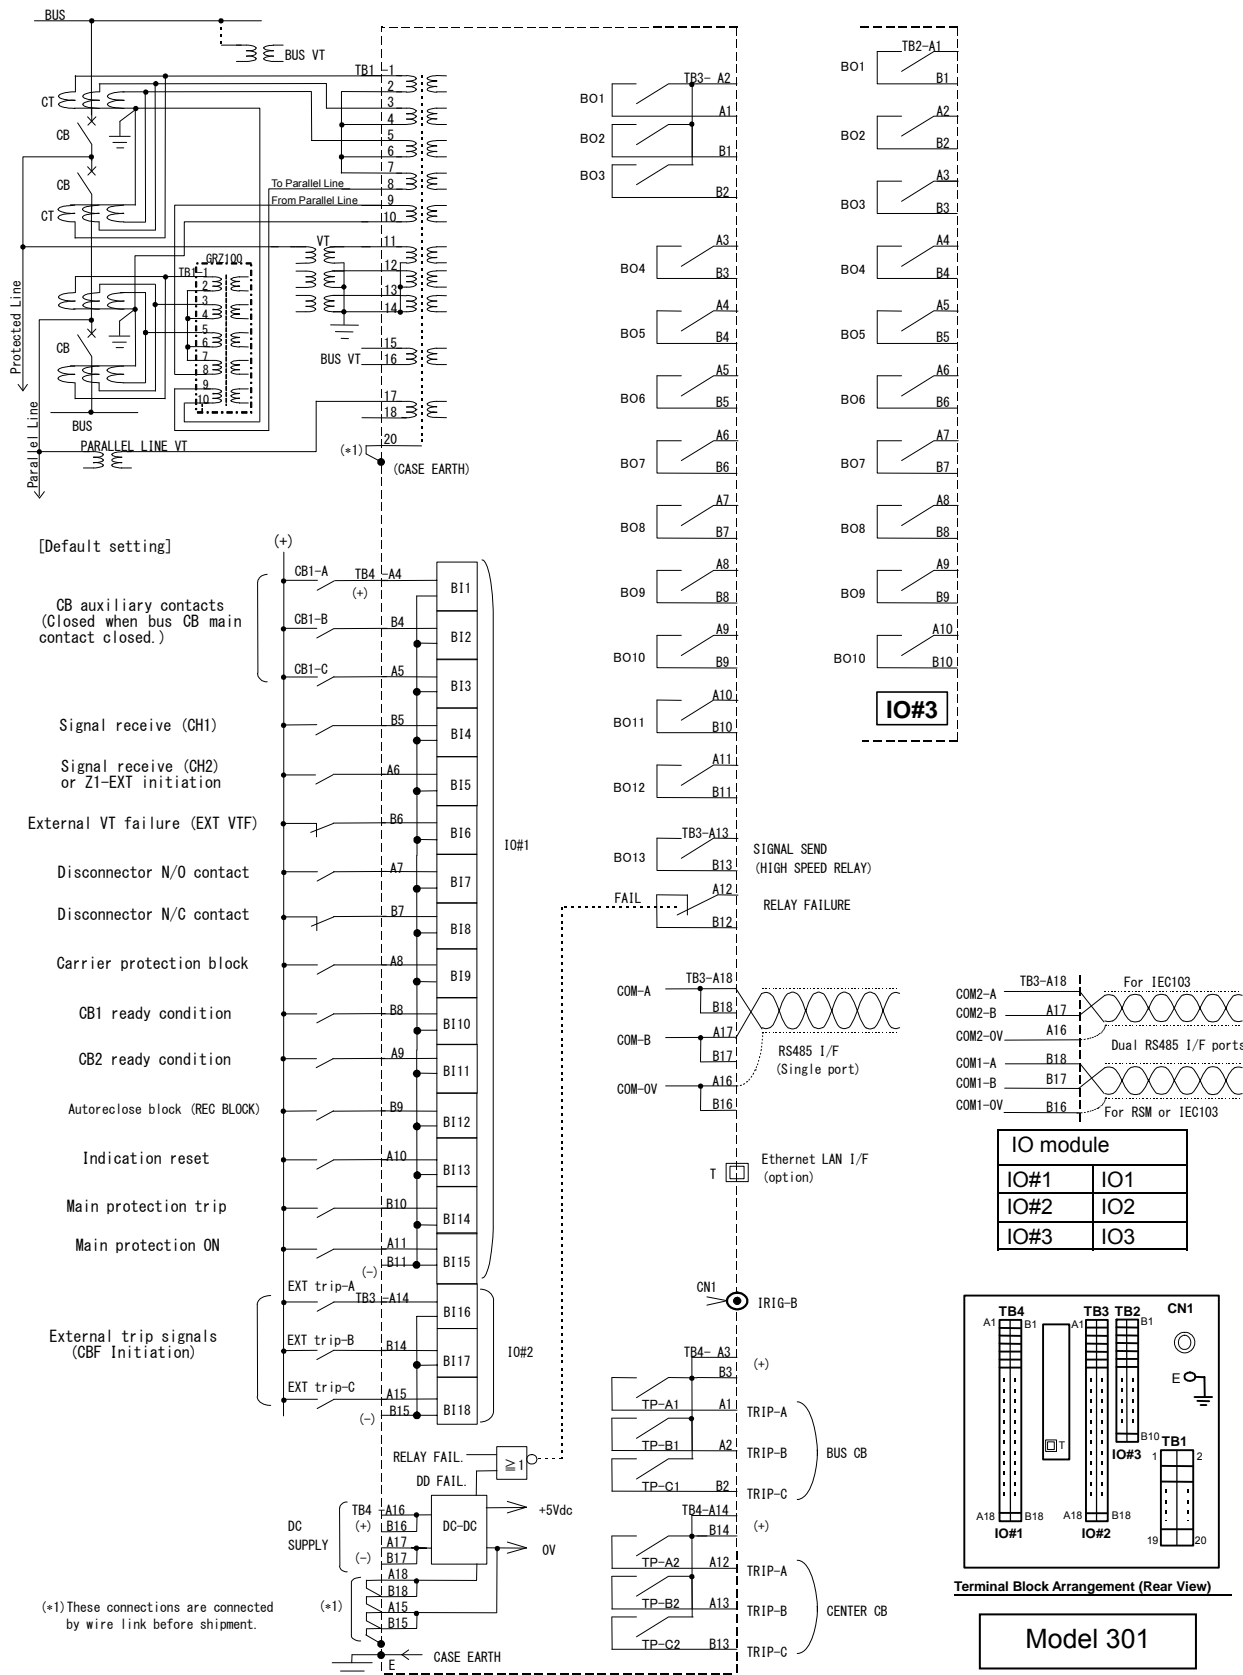 BUS
BUS VT
TB1 -1
2
3
4
5
6
7
8
9
10
11
12
13
14
15
16
17
18
20
CT
CB
CB
CT
To Parallel Line
From Parallel Line
VT
GRZ100
TB1-1
2
3
4
5
6
7
8
9
10
CB
BUS
BUS VT
Protected Line
Parallel Line
PARALLEL LINE VT
(*1)
(CASE EARTH)
[Default setting]
(+)
CB auxiliary contacts
(Closed when bus CB main
contact closed.)
CB1-A
TB4 -A4
(+)
BI1
CB1-B
B4
BI2
CB1-C
A5
BI3
Signal receive (CH1)
B5
BI4
Signal receive (CH2)
or Z1-EXT initiation
A6
BI5
External VT failure (EXT VTF)
B6
BI6
IO#1
Disconnector N/O contact
A7
BI7
Disconnector N/C contact
B7
BI8
Carrier protection block
A8
BI9
CB1 ready condition
B8
BI10
CB2 ready condition
A9
BI11
Autoreclose block (REC BLOCK)
B9
BI12
Indication reset
A10
BI13
Main protection trip
B10
BI14
Main protection ON
A11
B11
(-)
BI15
External trip signals
(CBF Initiation)
EXT trip-A
TB3 -A14
BI16
EXT trip-B
B14
BI17
IO#2
EXT trip-C
A15
B15
(-)
BI18
RELAY FAIL.
DD FAIL.
≧1
DC
SUPPLY
TB4 -A16
(+) B16
A17
(-) B17
DC-DC
+5Vdc
0V
A18
B18
(*1)
A15
B15
E
CASE EARTH
(*1)These connections are connected
by wire link before shipment.
TB3- A2
BO1
A1
BO2
B1
BO3
B2
BO4
A3
B3
BO5
A4
B4
BO6
A5
B5
BO7
A6
B6
BO8
A7
B7
BO9
A8
B8
BO10
A9
B9
BO11
A10
B10
BO12
A11
B11
BO13
TB3-A13
B13
SIGNAL SEND
(HIGH SPEED RELAY)
FAIL
A12
B12
RELAY FAILURE
COM-A
TB3-A18
B18
COM-B
A17
B17
COM-0V
A16
B16
RS485 I/F
(Single port)
T
Ethernet LAN I/F
(option)
CN1
IRIG-B
TB4- A3
(+)
B3
TP-A1
A1
TRIP-A
TP-B1
A2
TRIP-B
TP-C1
B2
TRIP-C
BUS CB
TB4-A14
(+)
B14
TP-A2
A12
TRIP-A
TP-B2
A13
TRIP-B
TP-C2
B13
TRIP-C
CENTER CB
BO1
TB2-A1
B1
BO2
A2
B2
BO3
A3
B3
BO4
A4
B4
BO5
A5
B5
BO6
A6
B6
BO7
A7
B7
BO8
A8
B8
BO9
A9
B9
BO10
A10
B10
IO#3
TB3-A18
For IEC103
COM2-A
COM2-B
A17
COM2-0V
A16
Dual RS485 I/F ports
COM1-A
B18
COM1-B
B17
COM1-0V
B16
For RSM or IEC103
IO module
IO#1 IO1
IO#2 IO2
IO#3 IO3
TB4
A1 B1
A18 B18
IO#1
T
TB3
A1
A18 B18
IO#2
TB2
B1
B10
IO#3
CN1
E
TB1
1 2
19 20
Terminal Block Arrangement (Rear View)
Model 301